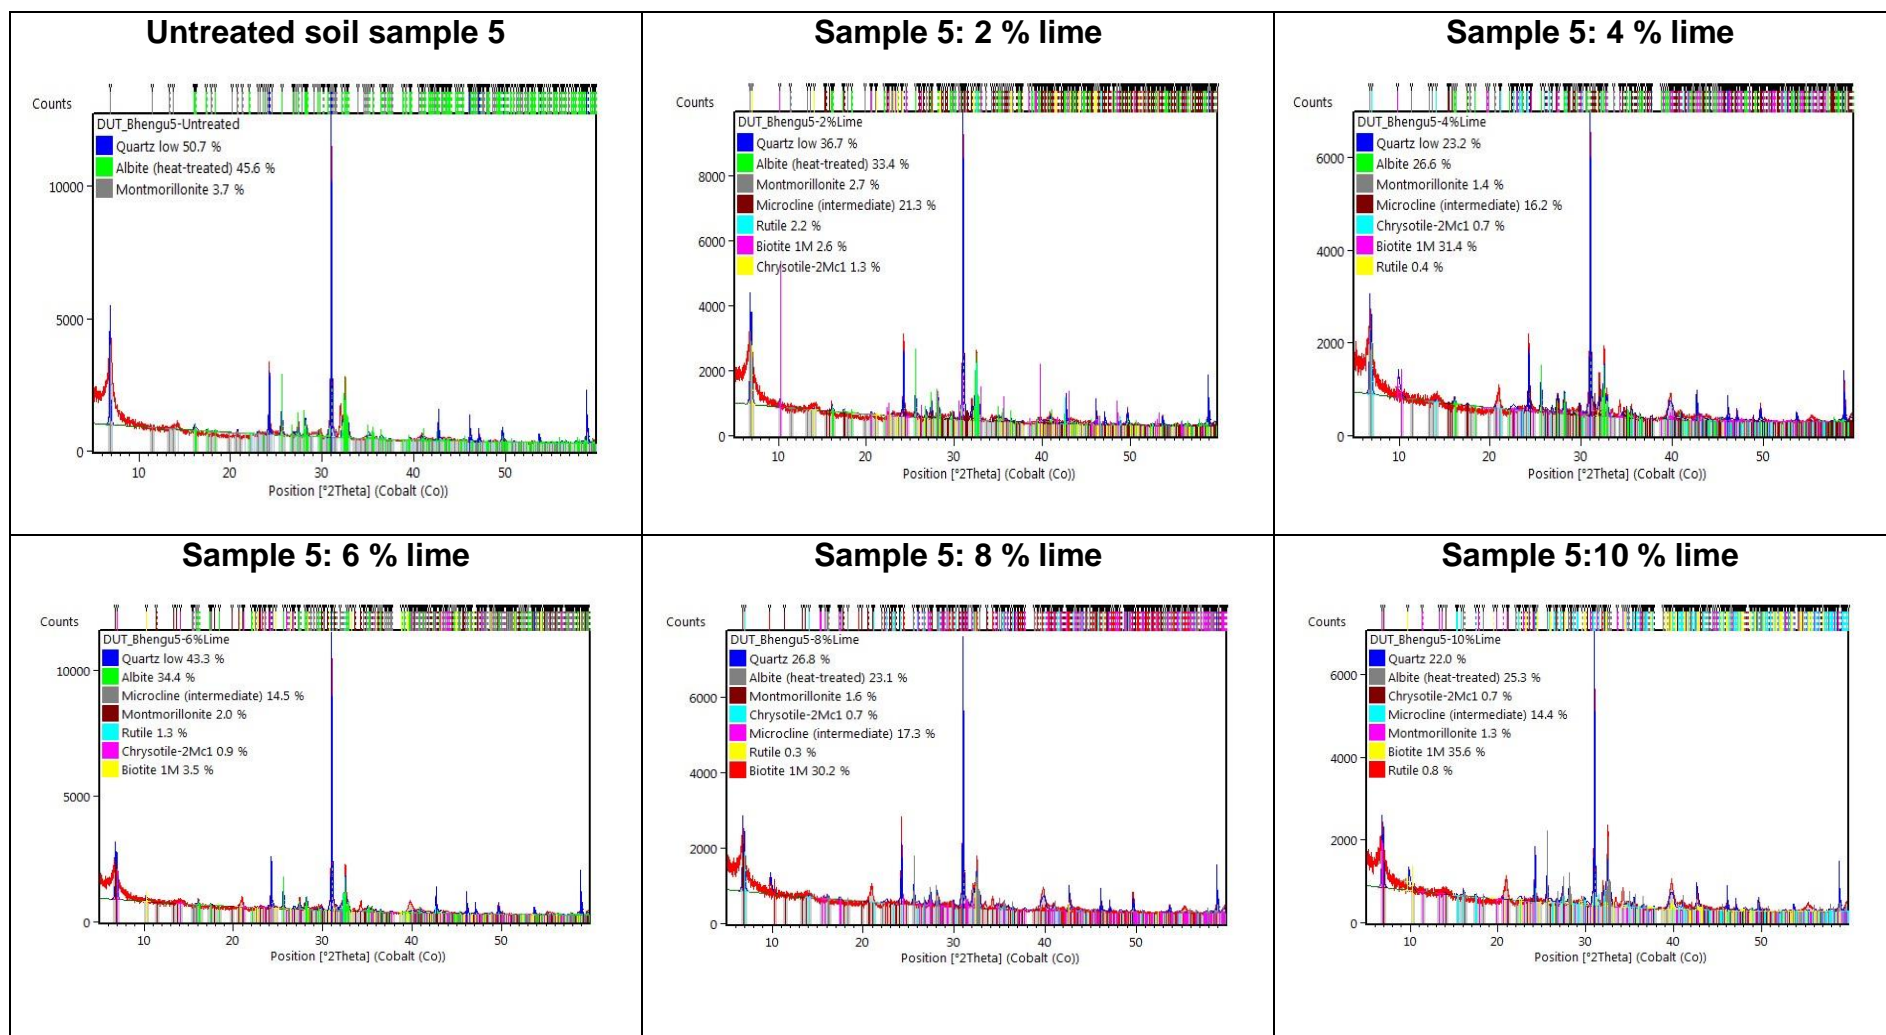 Untreated soil sample 5
Counts
DUT_Bhengu5-Untreated
Quartz low 50.7 %
Albite (heat-treated) 45.6 %
Montmorillonite 3.7 %
10000
5000
0
10 20 30 40 50
Position [°2Theta] (Cobalt (Co))
Sample 5: 2 % lime
Counts
DUT_Bhengu5-2%Lime
Quartz low 36.7 %
Albite (heat-treated) 33.4 %
Montmorillonite 2.7 %
Microcline (intermediate) 21.3 %
Rutile 2.2 %
Biotite 1M 2.6 %
Chrysotile-2Mc1 1.3 %
8000
6000
4000
2000
0
10 20 30 40 50
Position [°2Theta] (Cobalt (Co))
Sample 5: 4 % lime
Counts
DUT_Bhengu5-4%Lime
Quartz low 23.2 %
Albite 26.6 %
Montmorillonite 1.4 %
Microcline (intermediate) 16.2 %
Chrysotile-2Mc1 0.7 %
Biotite 1M 31.4 %
Rutile 0.4 %
6000
4000
2000
0
10 20 30 40 50
Position [°2Theta] (Cobalt (Co))
Sample 5: 6 % lime
Counts
DUT_Bhengu5-6%Lime
Quartz low 43.3 %
Albite 34.4 %
Microcline (intermediate) 14.5 %
Montmorillonite 2.0 %
Rutile 1.3 %
Chrysotile-2Mc1 0.9 %
Biotite 1M 3.5 %
10000
5000
0
10 20 30 40 50
Position [°2Theta] (Cobalt (Co))
Sample 5: 8 % lime
Counts
DUT_Bhengu5-8%Lime
Quartz 26.8 %
Albite (heat-treated) 23.1 %
Montmorillonite 1.6 %
Chrysotile-2Mc1 0.7 %
Microcline (intermediate) 17.3 %
Rutile 0.3 %
Biotite 1M 30.2 %
6000
4000
2000
0
10 20 30 40 50
Position [°2Theta] (Cobalt (Co))
Sample 5:10 % lime
Counts
DUT_Bhengu5-10%Lime
Quartz 22.0 %
Albite (heat-treated) 25.3 %
Chrysotile-2Mc1 0.7 %
Microcline (intermediate) 14.4 %
Montmorillonite 1.3 %
Biotite 1M 35.6 %
Rutile 0.8 %
6000
4000
2000
0
10 20 30 40 50
Position [°2Theta] (Cobalt (Co))